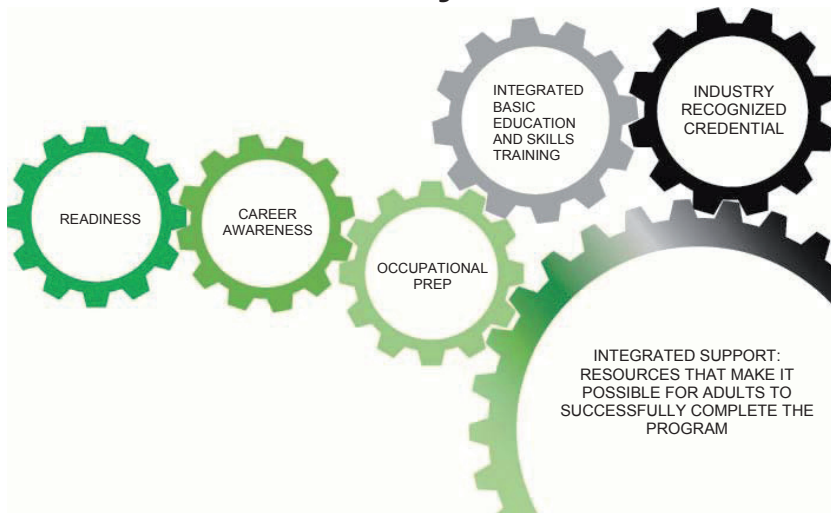 READINESS
CAREER
AWARENESS
OCCUPATIONAL
PREP
INTEGRATED
BASIC
EDUCATION
AND SKILLS
TRAINING
INDUSTRY
RECOGNIZED
CREDENTIAL
INTEGRATED SUPPORT:
RESOURCES THAT MAKE IT
POSSIBLE FOR ADULTS TO
SUCCESSFULLY COMPLETE THE
PROGRAM